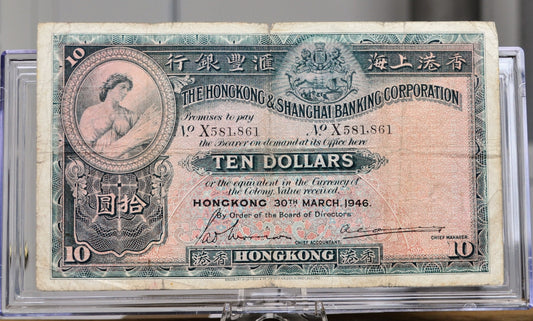 10
行銀豐滙
海上港香
THE HONGKONG & SHANGHAI BANKING CORPORATION
Promises to pay
No X581,861 No X581,861
the Bearer on demand at its Office here
TEN DOLLARS
or the equivalent in the Currency of
the Colony, Value received.
HONGKONG 30TH MARCH, 1946.
By Order of the Board of Directors
圓拾
CHIEF ACCOUNTANT.
CHIEF MANAGER.
10
港香
HONGKONG
港香
10